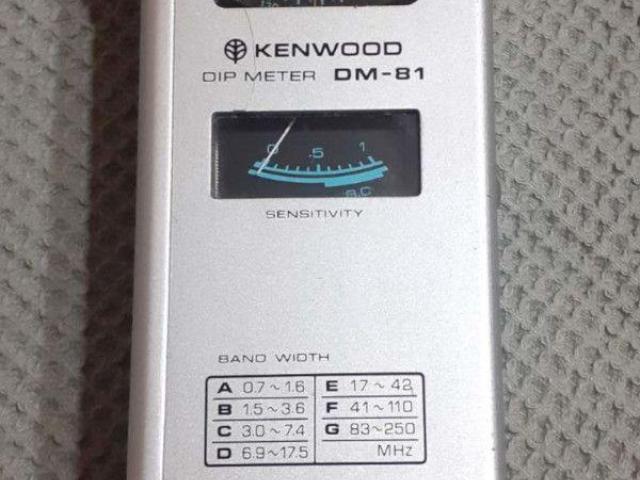 KENWOOD
DIP METER DM-81
0 .5 1
B.C
SENSITIVITY
BAND WIDTH
A 0.7~1.6 E 17~42
B 1.5~3.6 F 41~110
C 3.0~7.4 G 83~250
D 6.9~17.5 MHz